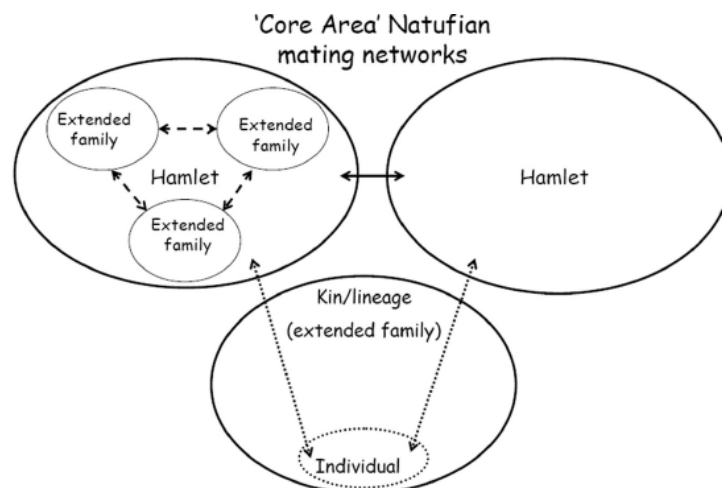 ‘Core Area’ Natufian
mating networks
Extended
family
Extended
family
Hamlet
Extended
family
Hamlet
Kin/lineage
(extended family)
Individual